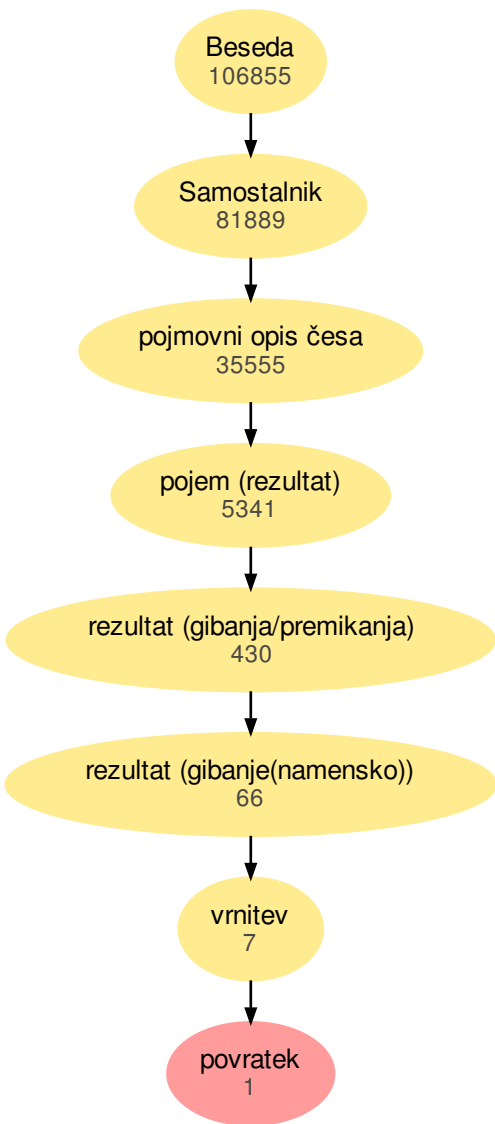 Beseda
106855
Samostalnik
81889
pojmovni opis česa
35555
pojem (rezultat)
5341
rezultat (gibanja/premikanja)
430
rezultat (gibanje(namensko))
66
vrnitev
7
povratek
1